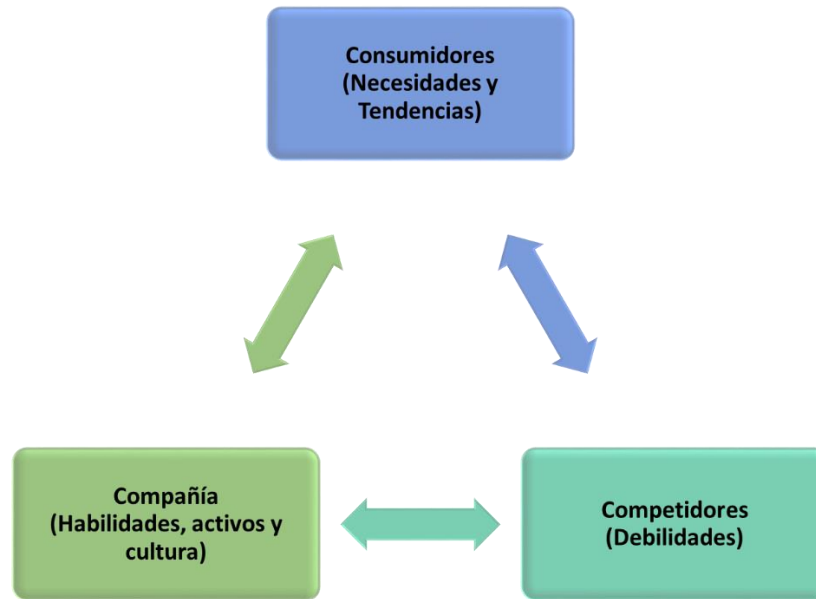 Consumidores
(Necesidades y
Tendencias)
Compañía
(Habilidades, activos y
cultura)
Competidores
(Debilidades)